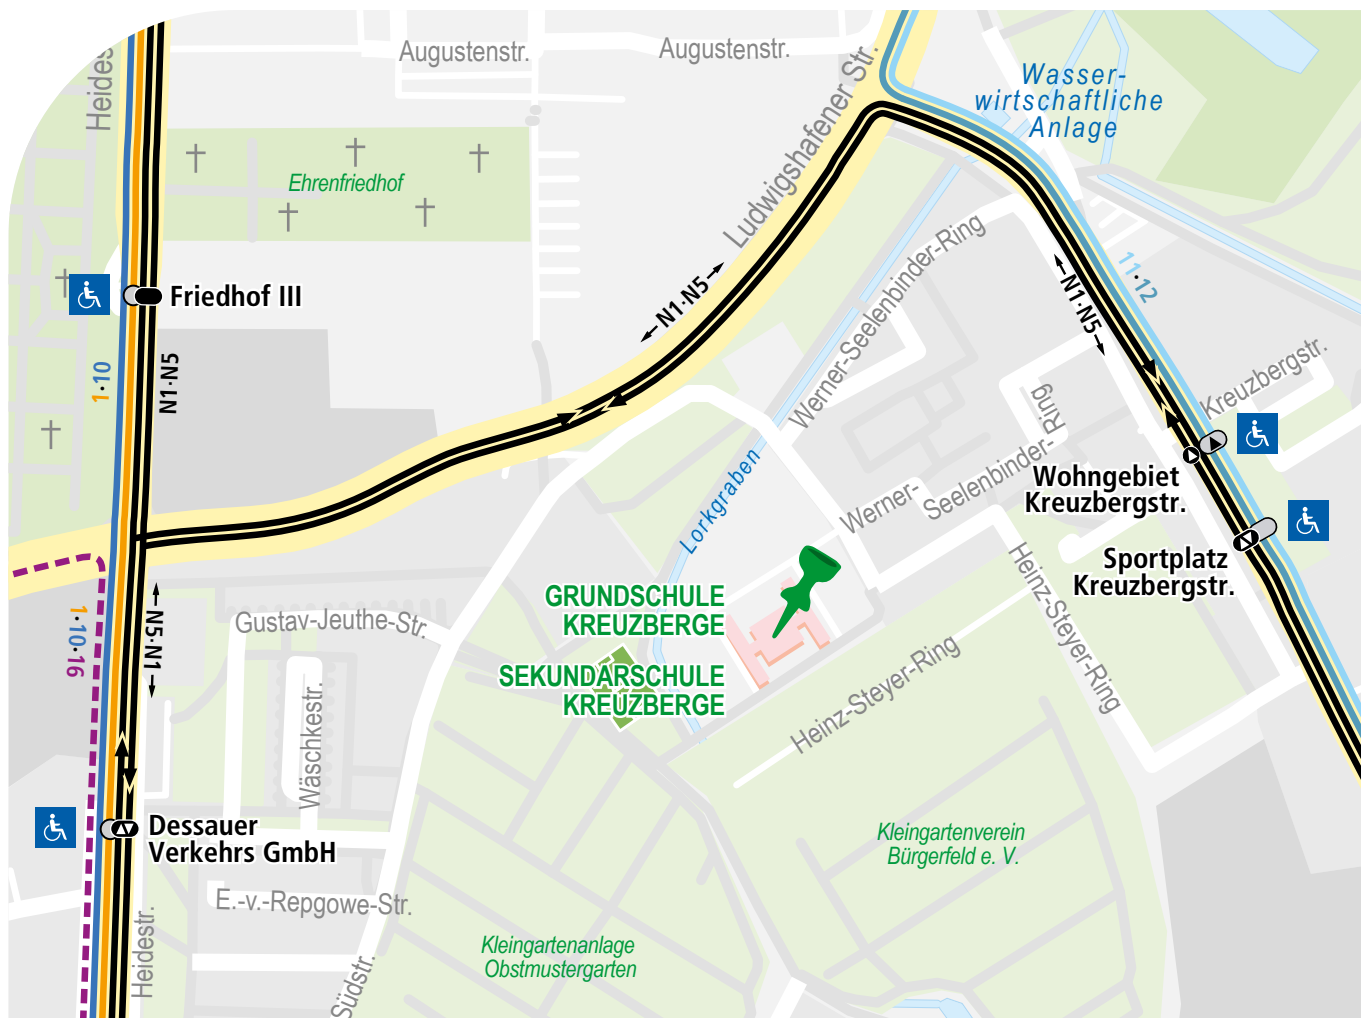 Augustenstr.
Augustenstr.
Heides
Ludwigshafener Str.
Wasser-
wirtschaftliche
Anlage
Ehrenfriedhof
Friedhof III
1·10
N1·N5
N1·N5
N1·N5
11·12
Werner-Seelenbinder-Ring
Kreuzbergstr.
Wohngebiet
Kreuzbergstr.
Sportplatz
Kreuzbergstr.
Werner-
Seelenbinder-
Ring
Lorkgraben
Heinz-Steyer-Ring
Heinz-Steyer-Ring
GRUNDSCHULE
KREUZBERGE
SEKUNDARSCHULE
KREUZBERGE
1·10·16
N5·N1
Gustav-Jeuthe-Str.
Wäschkestr.
Dessauer
Verkehrs GmbH
E.-v.-Repgowe-Str.
Heidestr.
Südstr.
Kleingartenanlage
Obstmustergarten
Kleingartenverein
Bürgerfeld e. V.